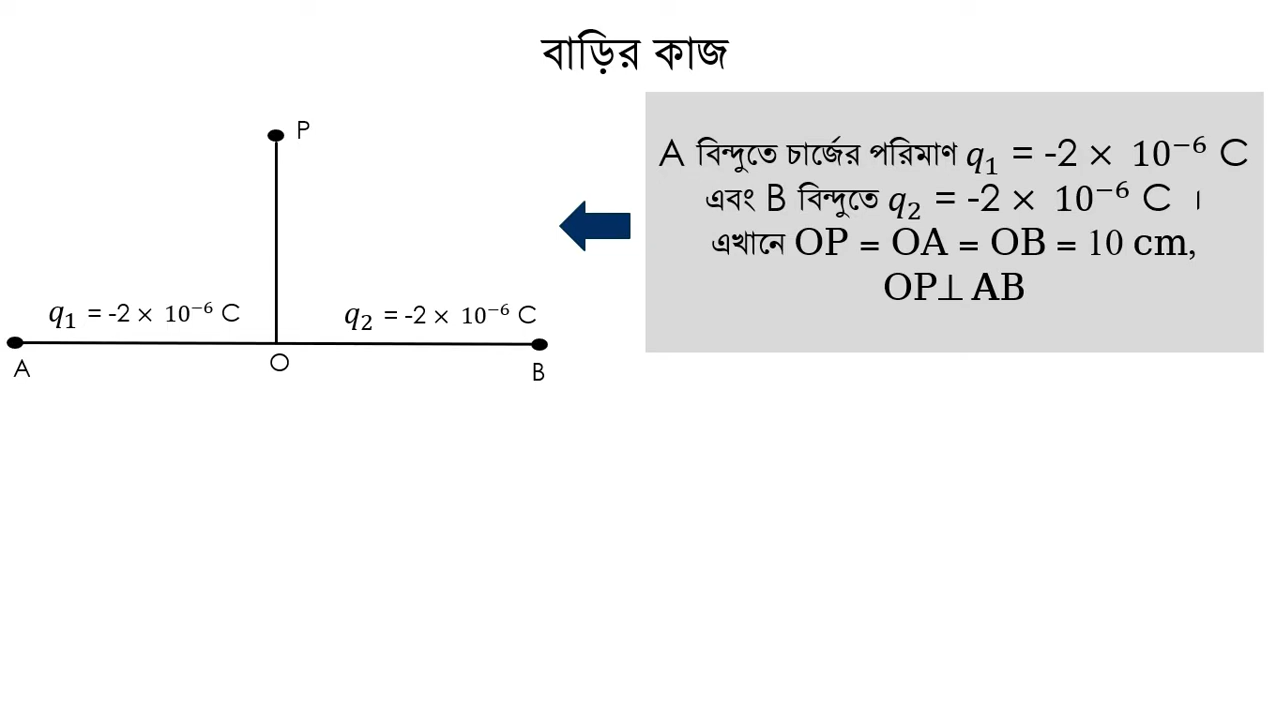 বাড়ির কাজ
P
A বিন্দুতে চার্জের পরিমাণ q₁ = -2 × 10⁻⁶ C
এবং B বিন্দুতে q₂ = -2 × 10⁻⁶ C ।
এখানে OP = OA = OB = 10 cm,
OP⊥ AB
q₁ = -2 × 10⁻⁶ C
q₂ = -2 × 10⁻⁶ C
A
O
B